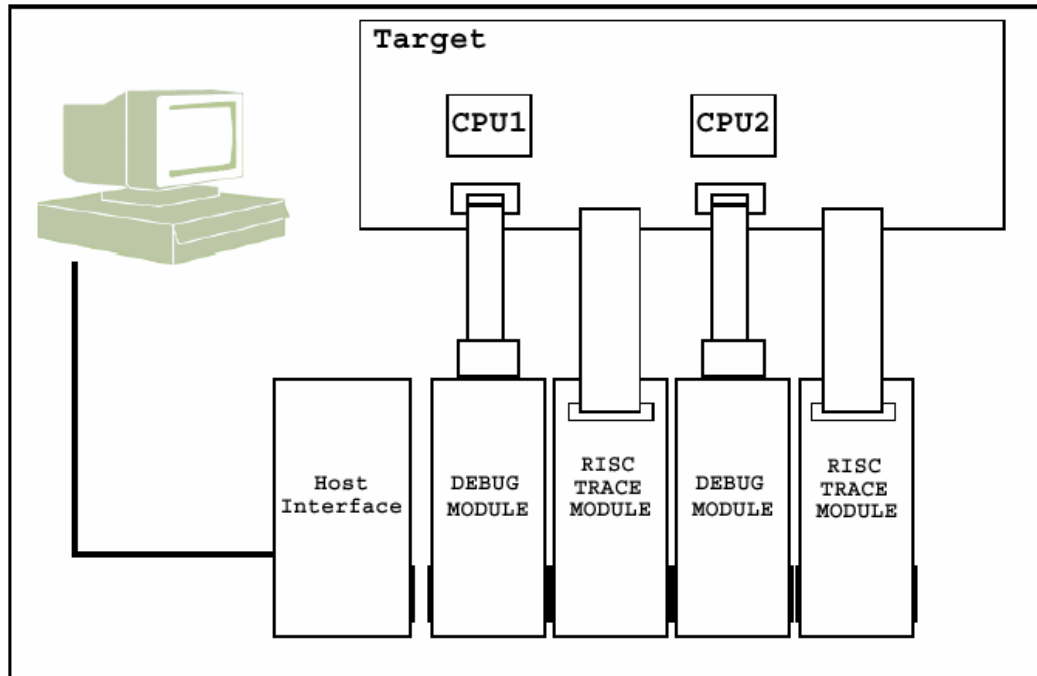 Target
CPU1
CPU2
Host
Interface
DEBUG
MODULE
RISC
TRACE
MODULE
DEBUG
MODULE
RISC
TRACE
MODULE